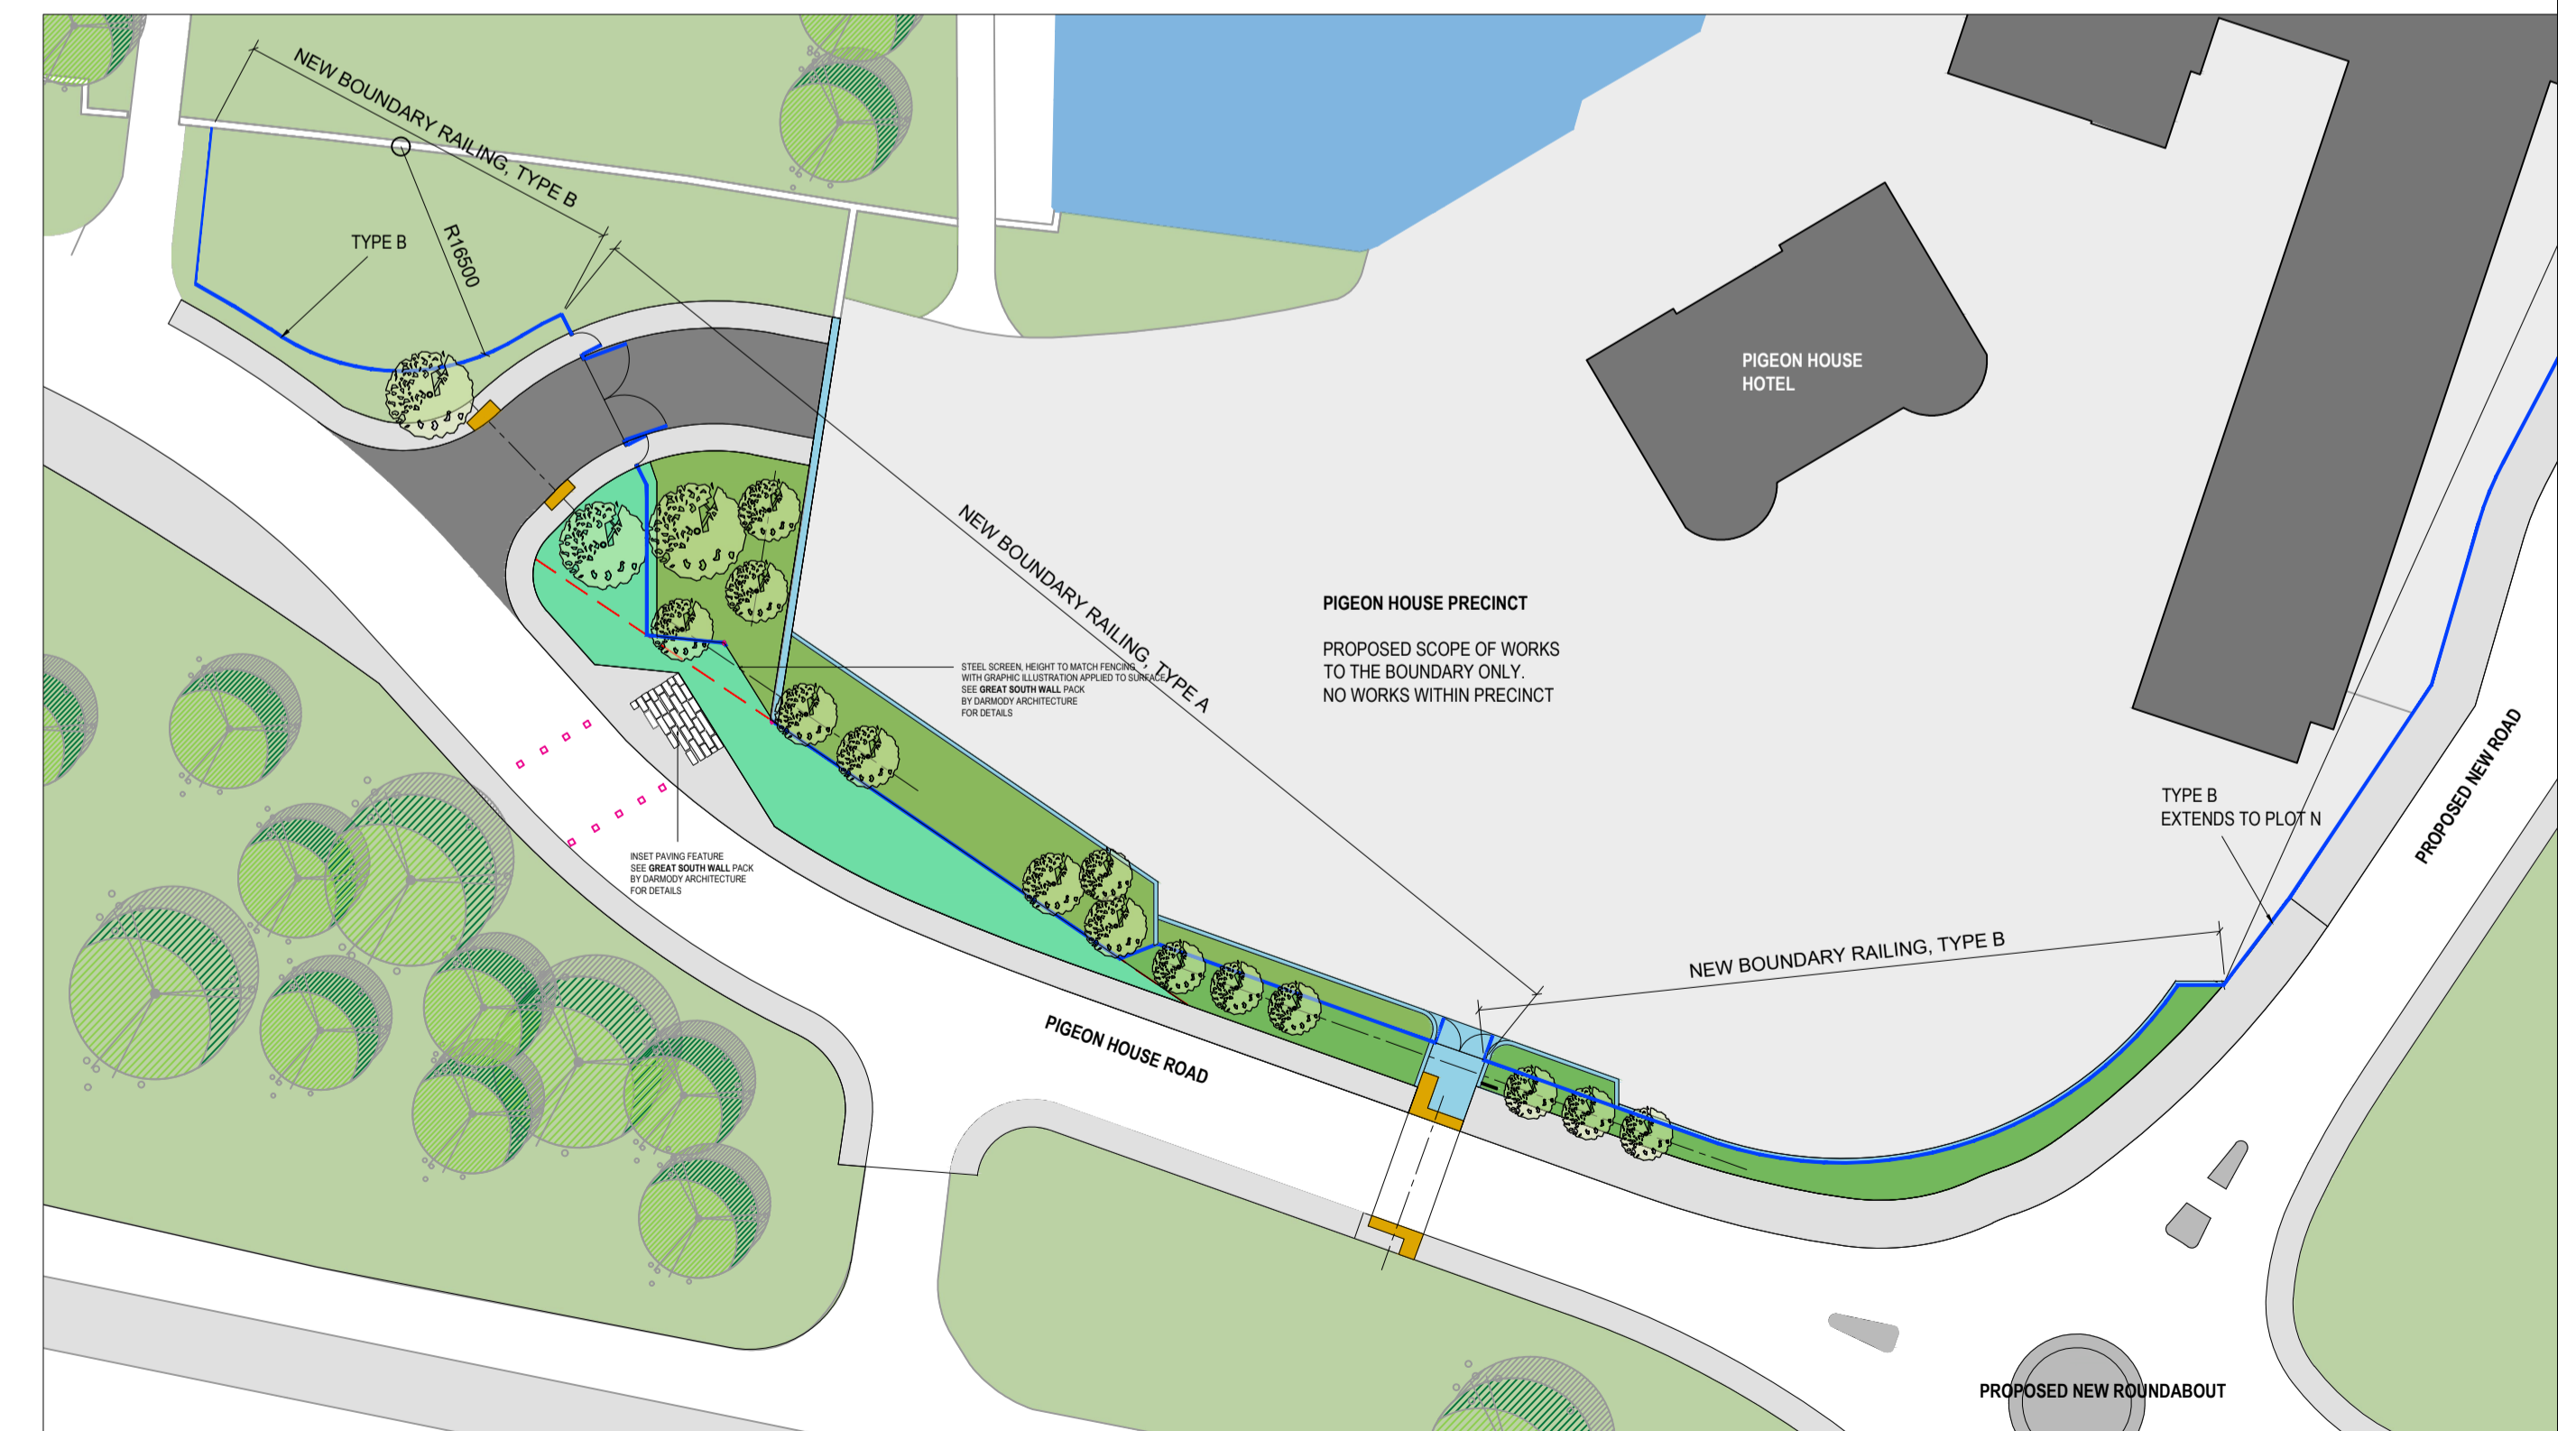 NEW BOUNDARY RAILING, TYPE B
TYPE B
R16500
PIGEON HOUSE
HOTEL
NEW BOUNDARY RAILING, TYPE A
PIGEON HOUSE PRECINCT
PROPOSED SCOPE OF WORKS
TO THE BOUNDARY ONLY.
NO WORKS WITHIN PRECINCT
STEEL SCREEN, HEIGHT TO MATCH FENCING
WITH GRAPHIC ILLUSTRATION APPLIED TO SURFACE
SEE GREAT SOUTH WALL PACK
BY DARMODY ARCHITECTURE
FOR DETAILS
INSET PAVING FEATURE
SEE GREAT SOUTH WALL PACK
BY DARMODY ARCHITECTURE
FOR DETAILS
TYPE B
EXTENDS TO PLOT N
PROPOSED NEW ROAD
NEW BOUNDARY RAILING, TYPE B
PIGEON HOUSE ROAD
PROPOSED NEW ROUNDABOUT